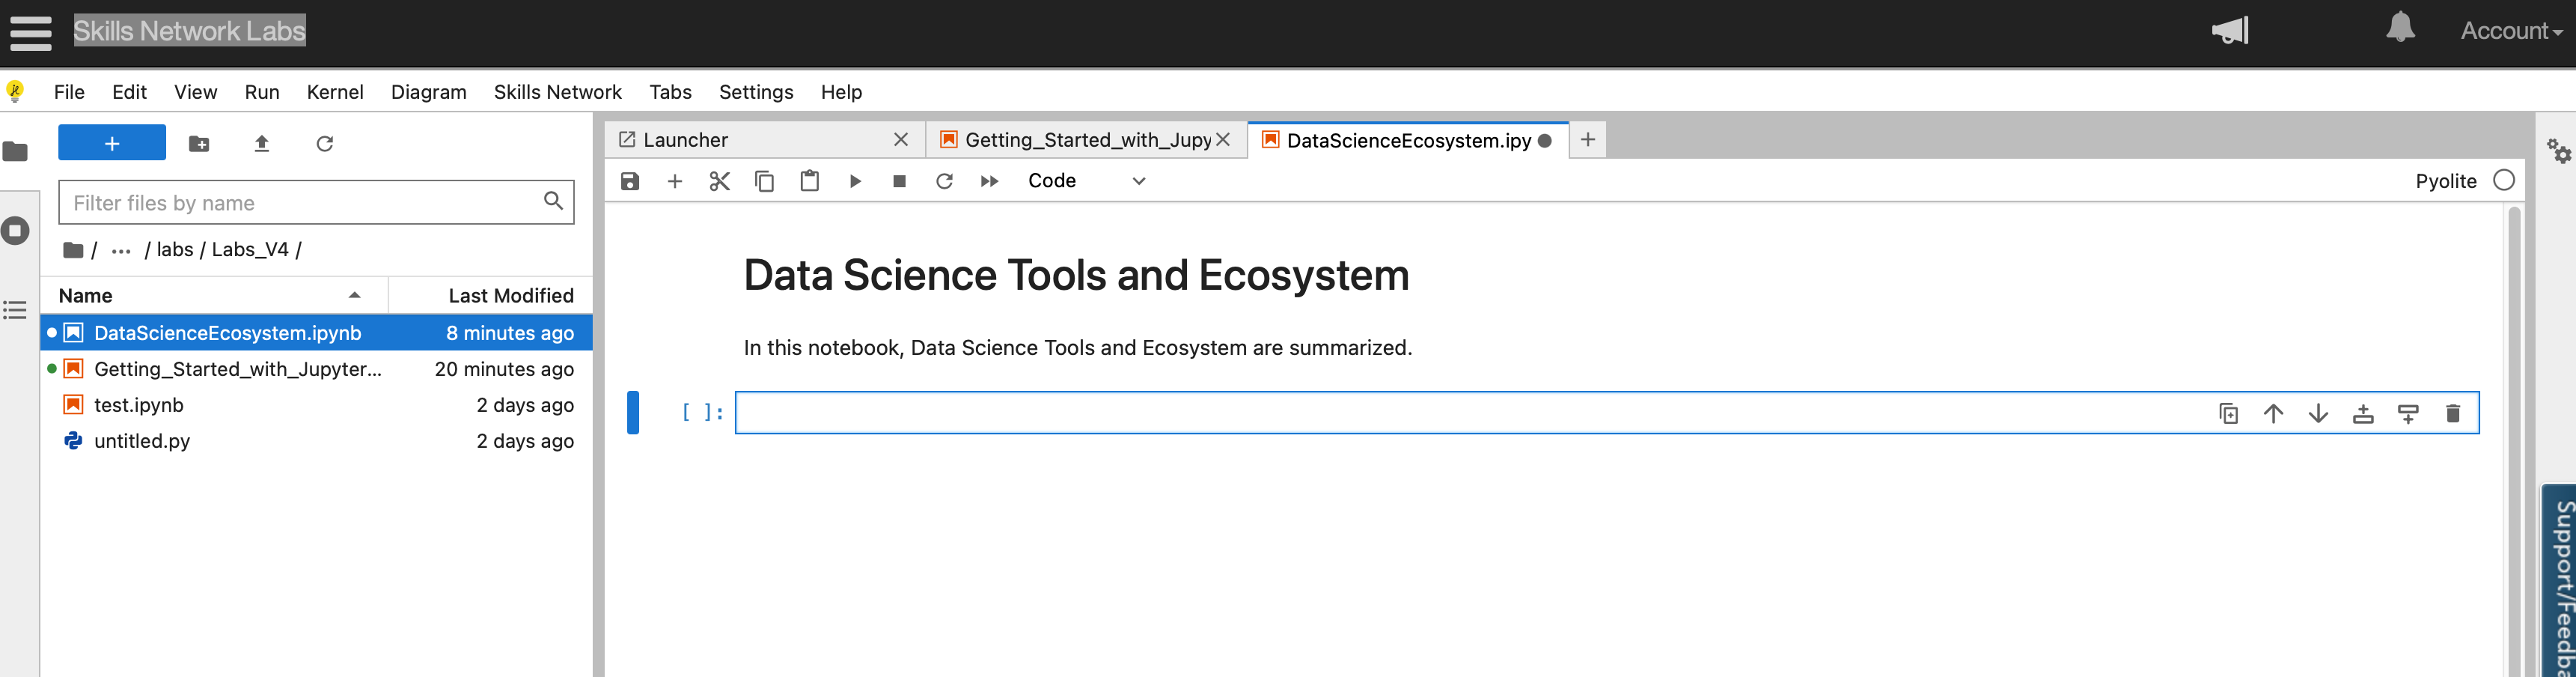 Skills Network Labs
Account
File Edit View Run Kernel Diagram Skills Network Tabs Settings Help
+
Filter files by name
/ ... / labs / Labs_V4 /
Name Last Modified
DataScienceEcosystem.ipynb 8 minutes ago
Getting_Started_with_Jupyter... 20 minutes ago
test.ipynb 2 days ago
untitled.py 2 days ago
Launcher Getting_Started_with_Jupy DataScienceEcosystem.ipy
Code Pyolite
Data Science Tools and Ecosystem
In this notebook, Data Science Tools and Ecosystem are summarized.
[ ]:
Support/Feedba